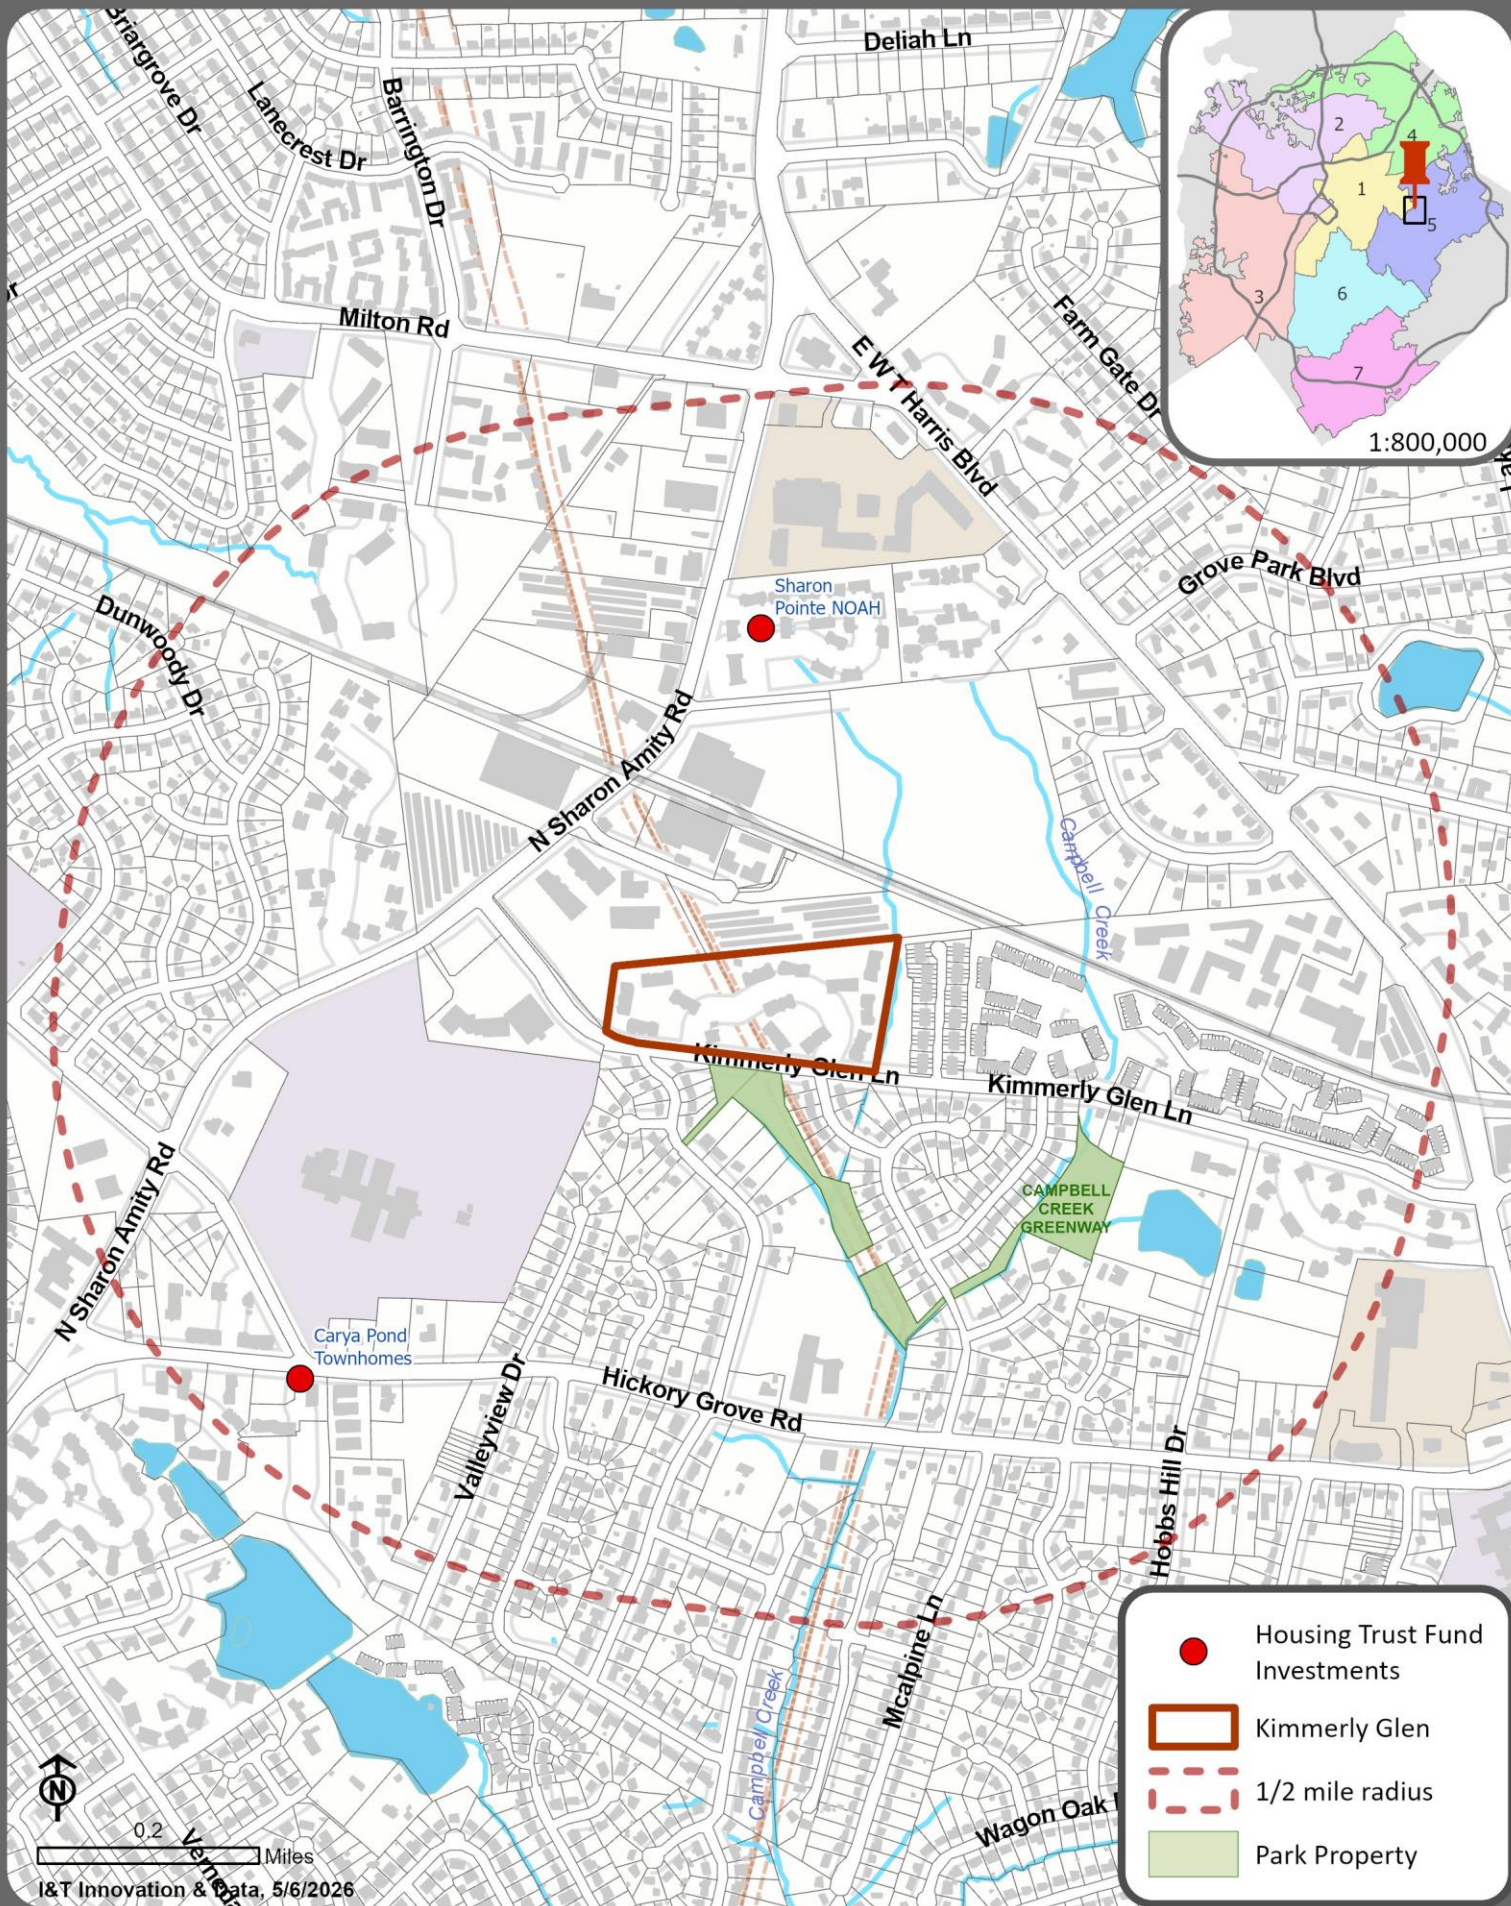 Briargrove Dr
Lanecrest Dr
Barrington Dr
Deliah Ln
2
4
1
5
3
6
7
1:800,000
Milton Rd
E W T Harris Blvd
Farm Gate Dr
Grove Park Blvd
Dunwoody Dr
Sharon
Pointe NOAH
N Sharon Amity Rd
Campbell Creek
Kimmerly Glen Ln
Kimmerly Glen Ln
CAMPBELL
CREEK
GREENWAY
N Sharon Amity Rd
Carya Pond
Townhomes
Valleyview Dr
Hickory Grove Rd
Hobbs Hill Dr
Mcalpine Ln
Campbell Creek
Wagon Oak
Housing Trust Fund
Investments
Kimmerly Glen
1/2 mile radius
Park Property
N
0.2
Miles
I&T Innovation & Data, 5/6/2026